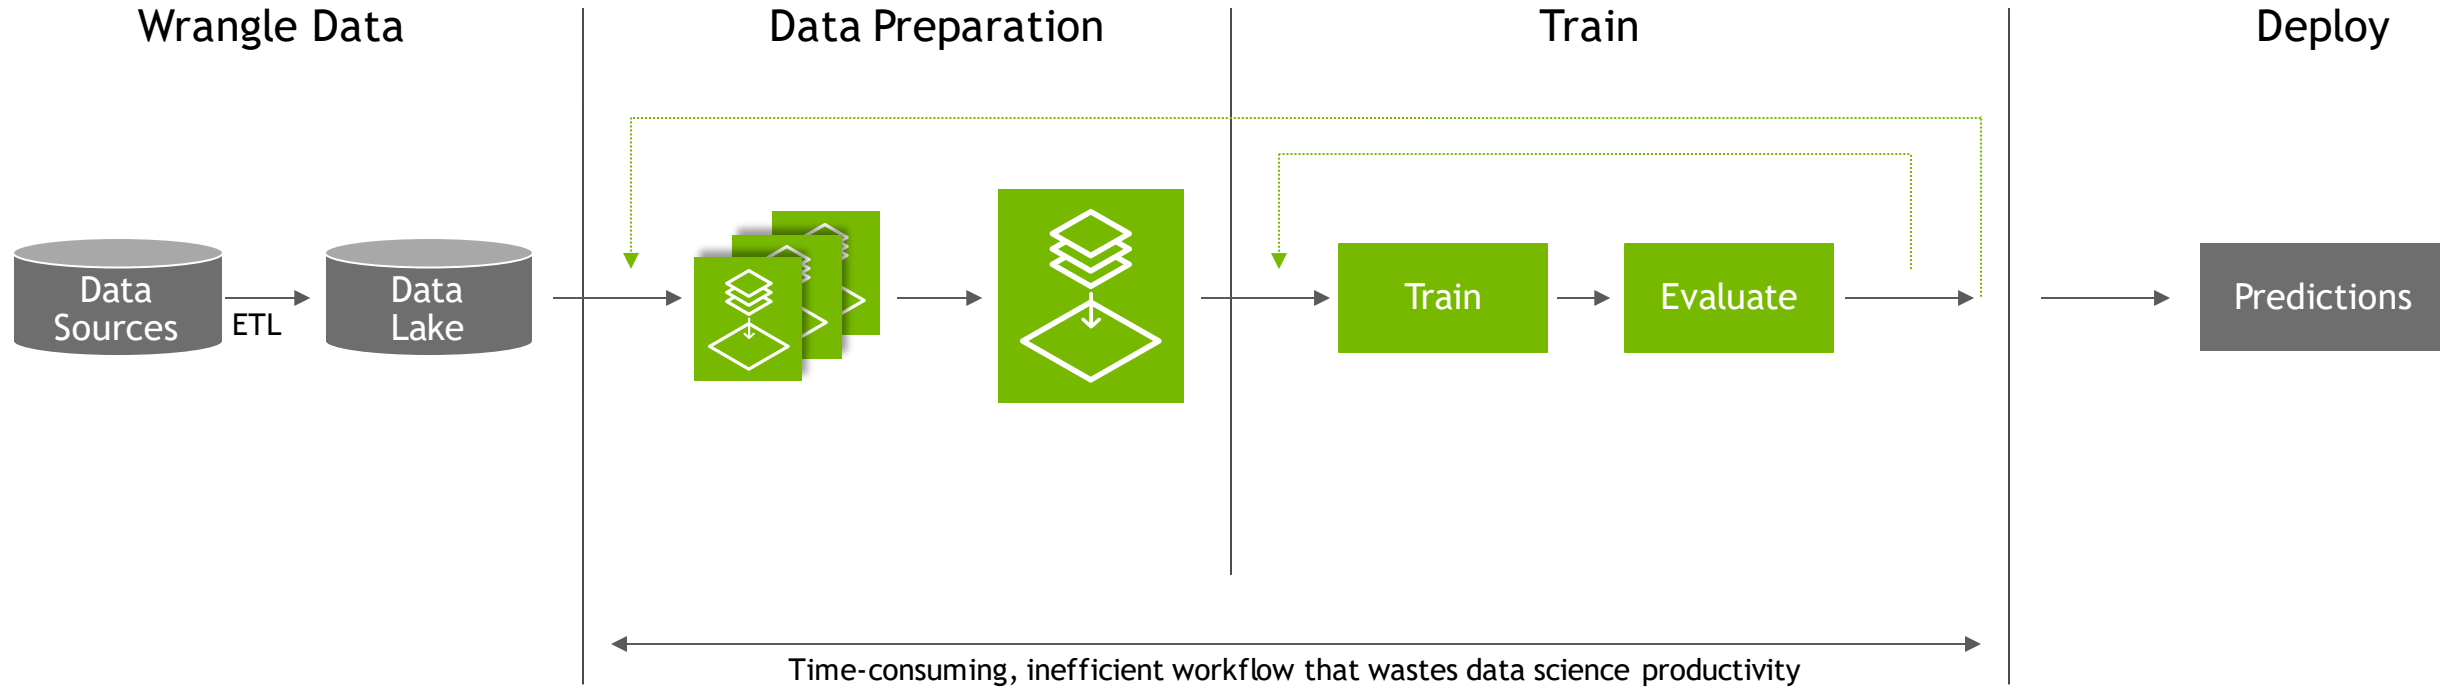 Wrangle Data
Data Preparation
Train
Deploy
Data
Sources
ETL
Data
Lake
Train
Evaluate
Predictions
Time-consuming, inefficient workflow that wastes data science productivity